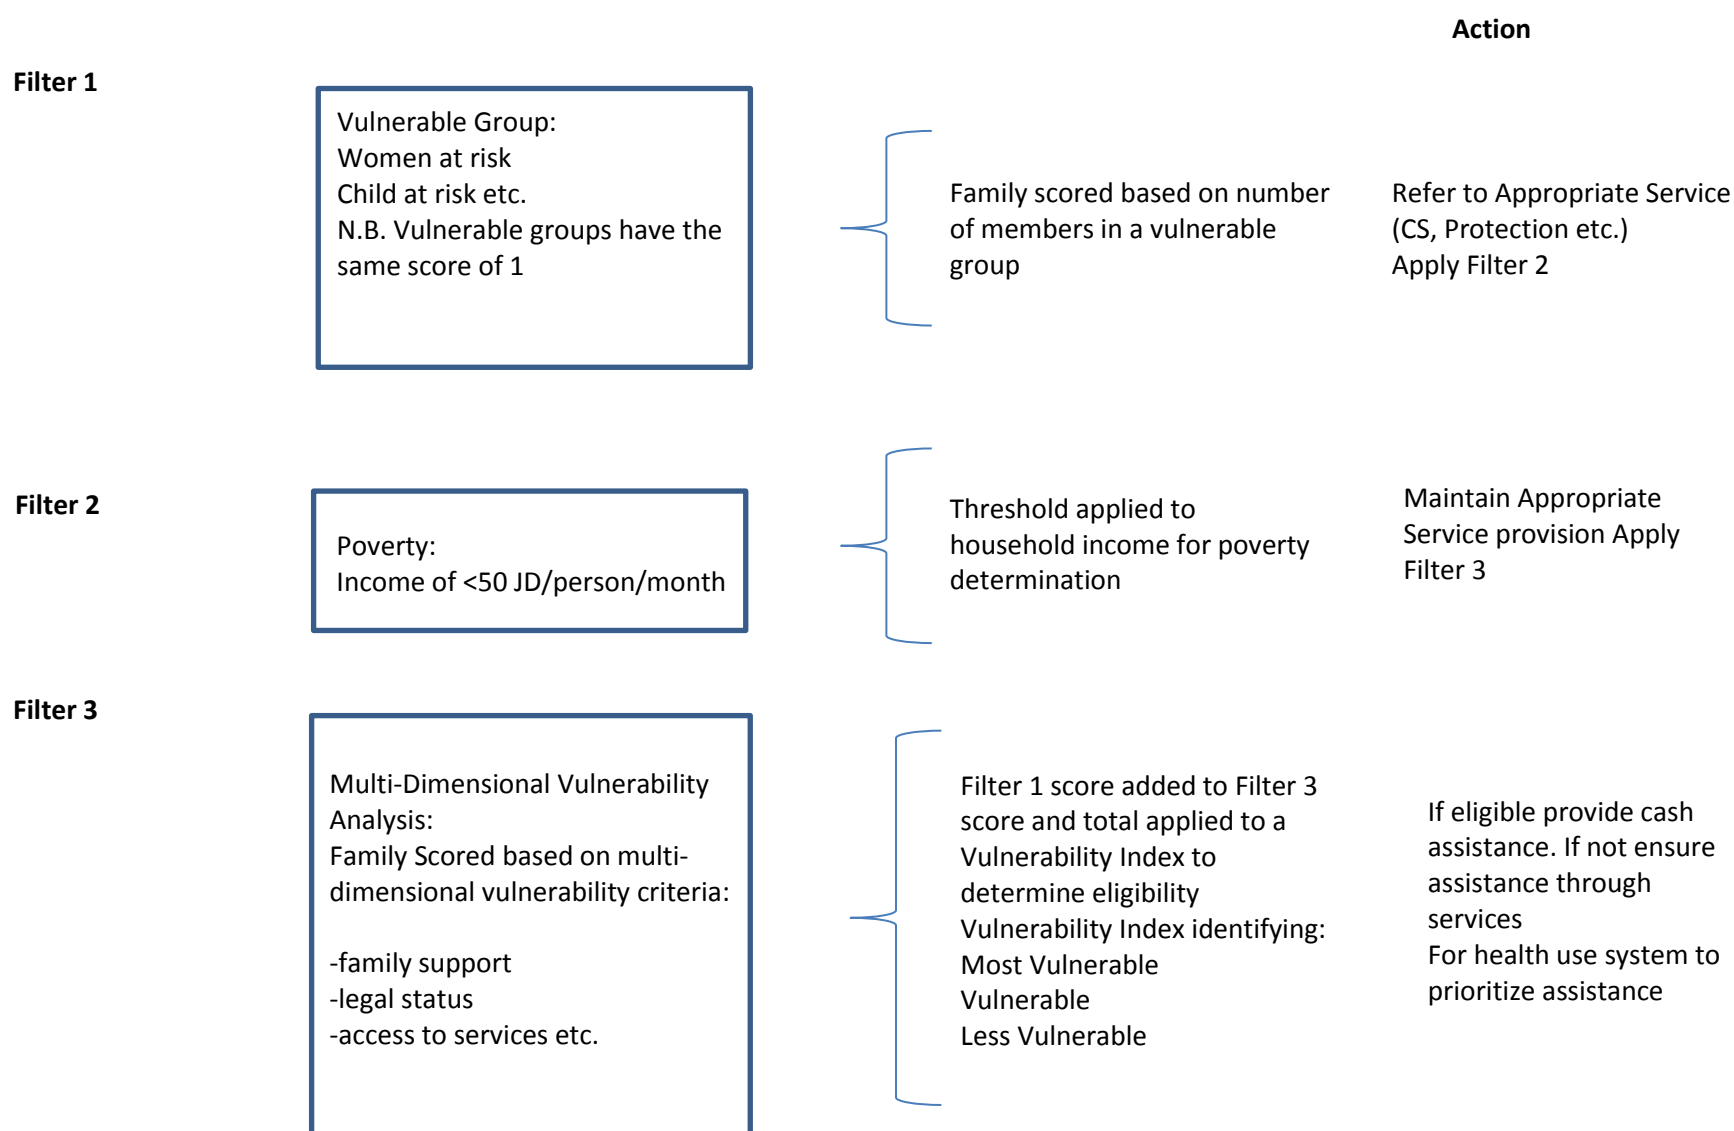 Action
Filter 1
Vulnerable Group:
Women at risk
Child at risk etc.
N.B. Vulnerable groups have the
same score of 1
Family scored based on number
of members in a vulnerable
group
Refer to Appropriate Service
(CS, Protection etc.)
Apply Filter 2
Filter 2
Poverty:
Income of <50 JD/person/month
Threshold applied to
household income for poverty
determination
Maintain Appropriate
Service provision Apply
Filter 3
Filter 3
Multi-Dimensional Vulnerability
Analysis:
Family Scored based on multi-
dimensional vulnerability criteria:
-family support
-legal status
-access to services etc.
Filter 1 score added to Filter 3
score and total applied to a
Vulnerability Index to
determine eligibility
Vulnerability Index identifying:
Most Vulnerable
Vulnerable
Less Vulnerable
If eligible provide cash
assistance. If not ensure
assistance through
services
For health use system to
prioritize assistance